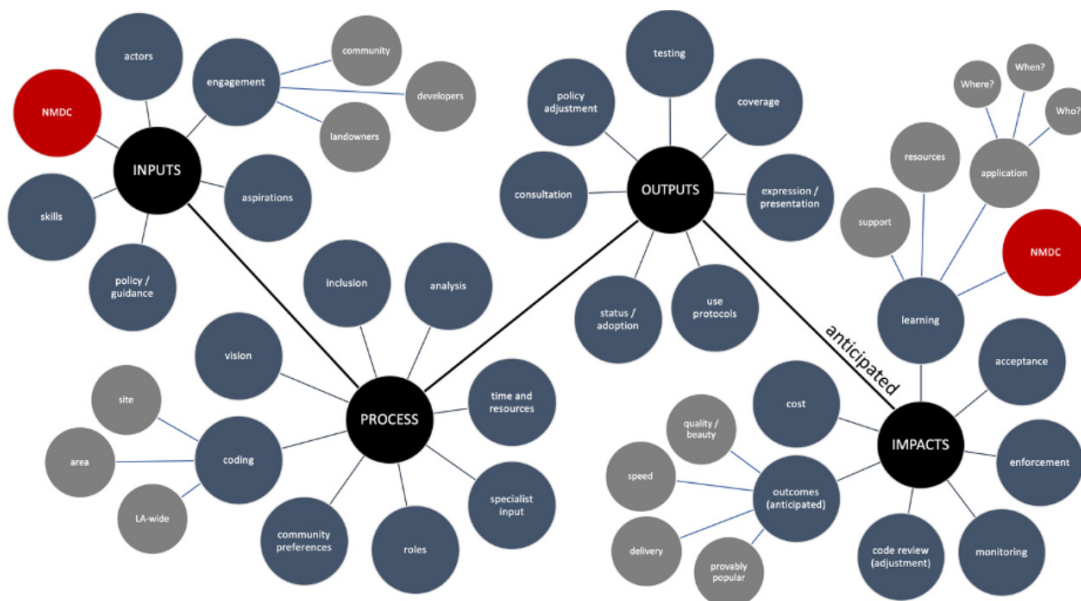 NMDC
actors
engagement
community
developers
landowners
INPUTS
skills
aspirations
policy /
guidance
inclusion
analysis
vision
time and
resources
PROCESS
site
area
LA-wide
coding
specialist
input
community
preferences
roles
testing
policy
adjustment
coverage
consultation
OUTPUTS
expression /
presentation
status /
adoption
use
protocols
anticipated
Where?
When?
Who?
resources
application
support
NMDC
learning
acceptance
cost
IMPACTS
enforcement
quality /
beauty
speed
outcomes
(anticipated)
delivery
provably
popular
code review
(adjustment)
monitoring